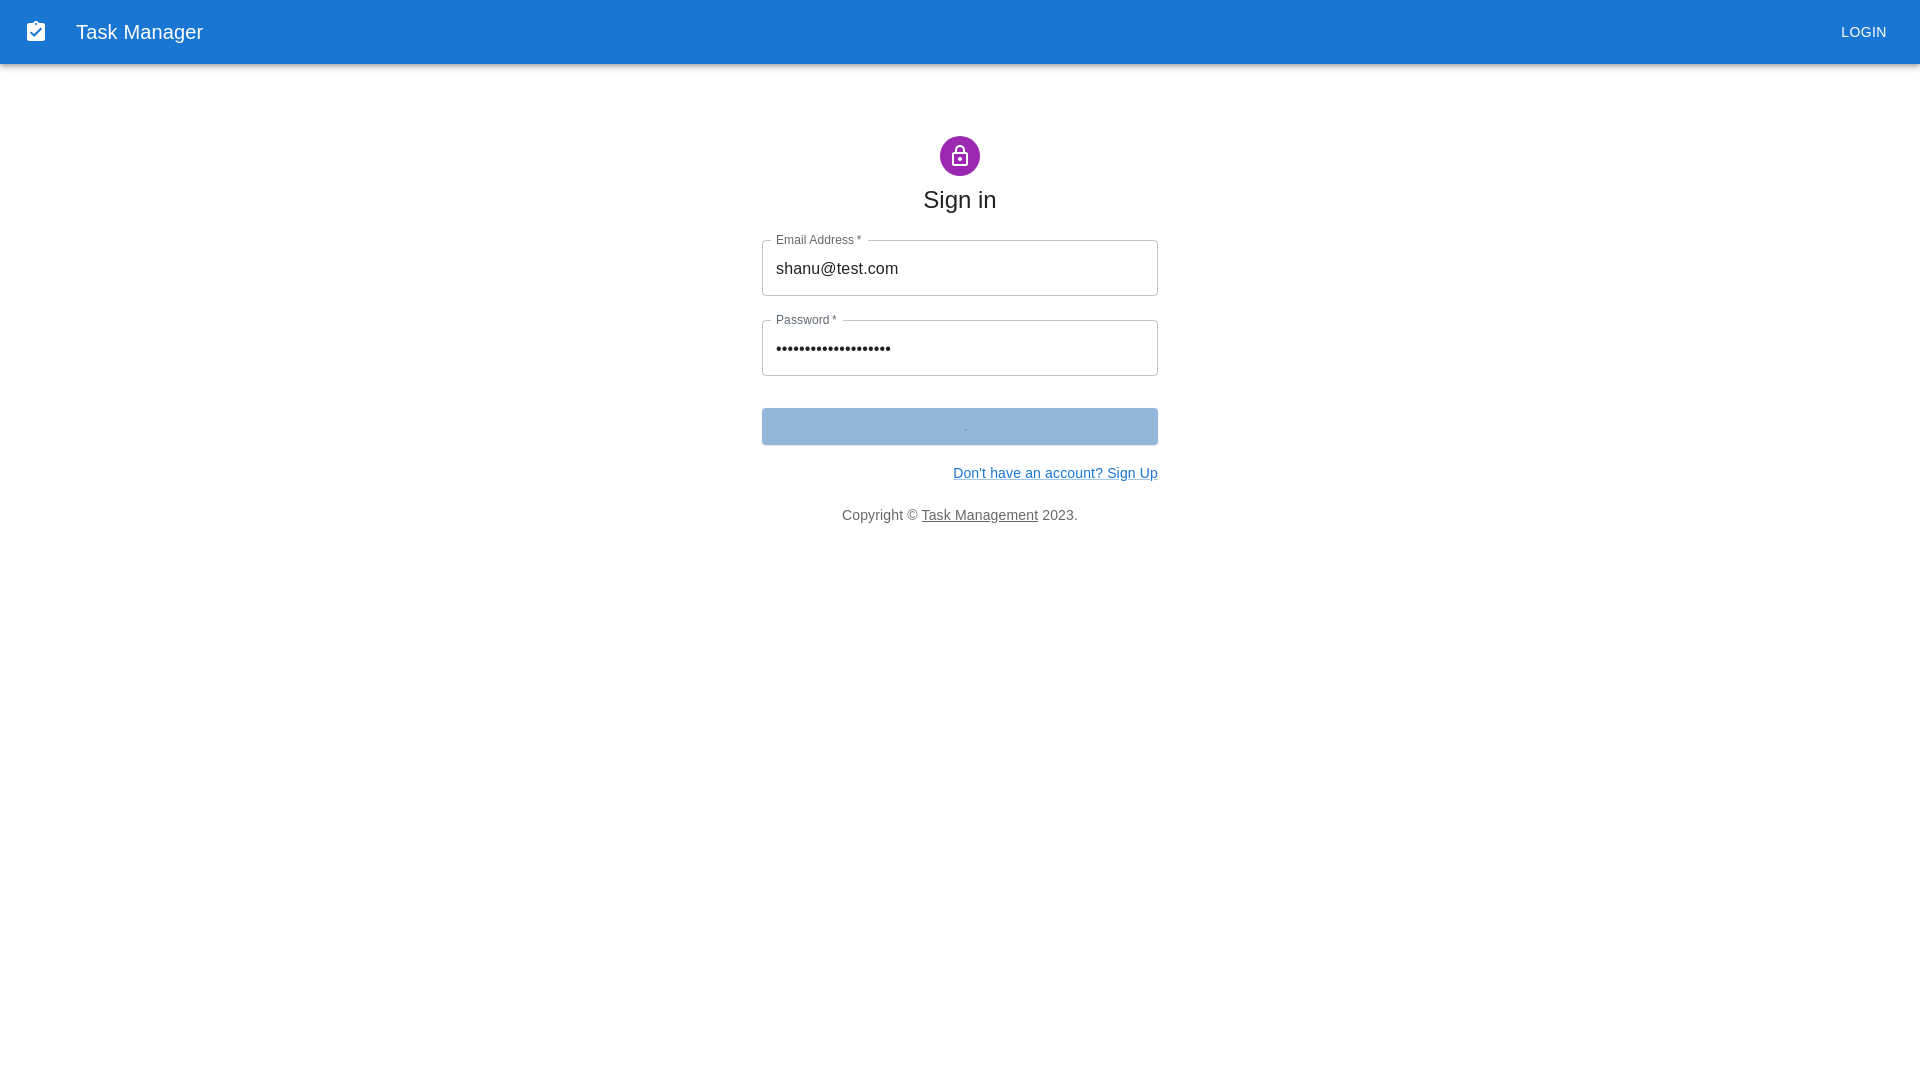 Task Manager
LOGIN
Sign in
Email Address *
shanu@test.com
Password *
••••••••••••••••••••
Don't have an account? Sign Up
Copyright © Task Management 2023.